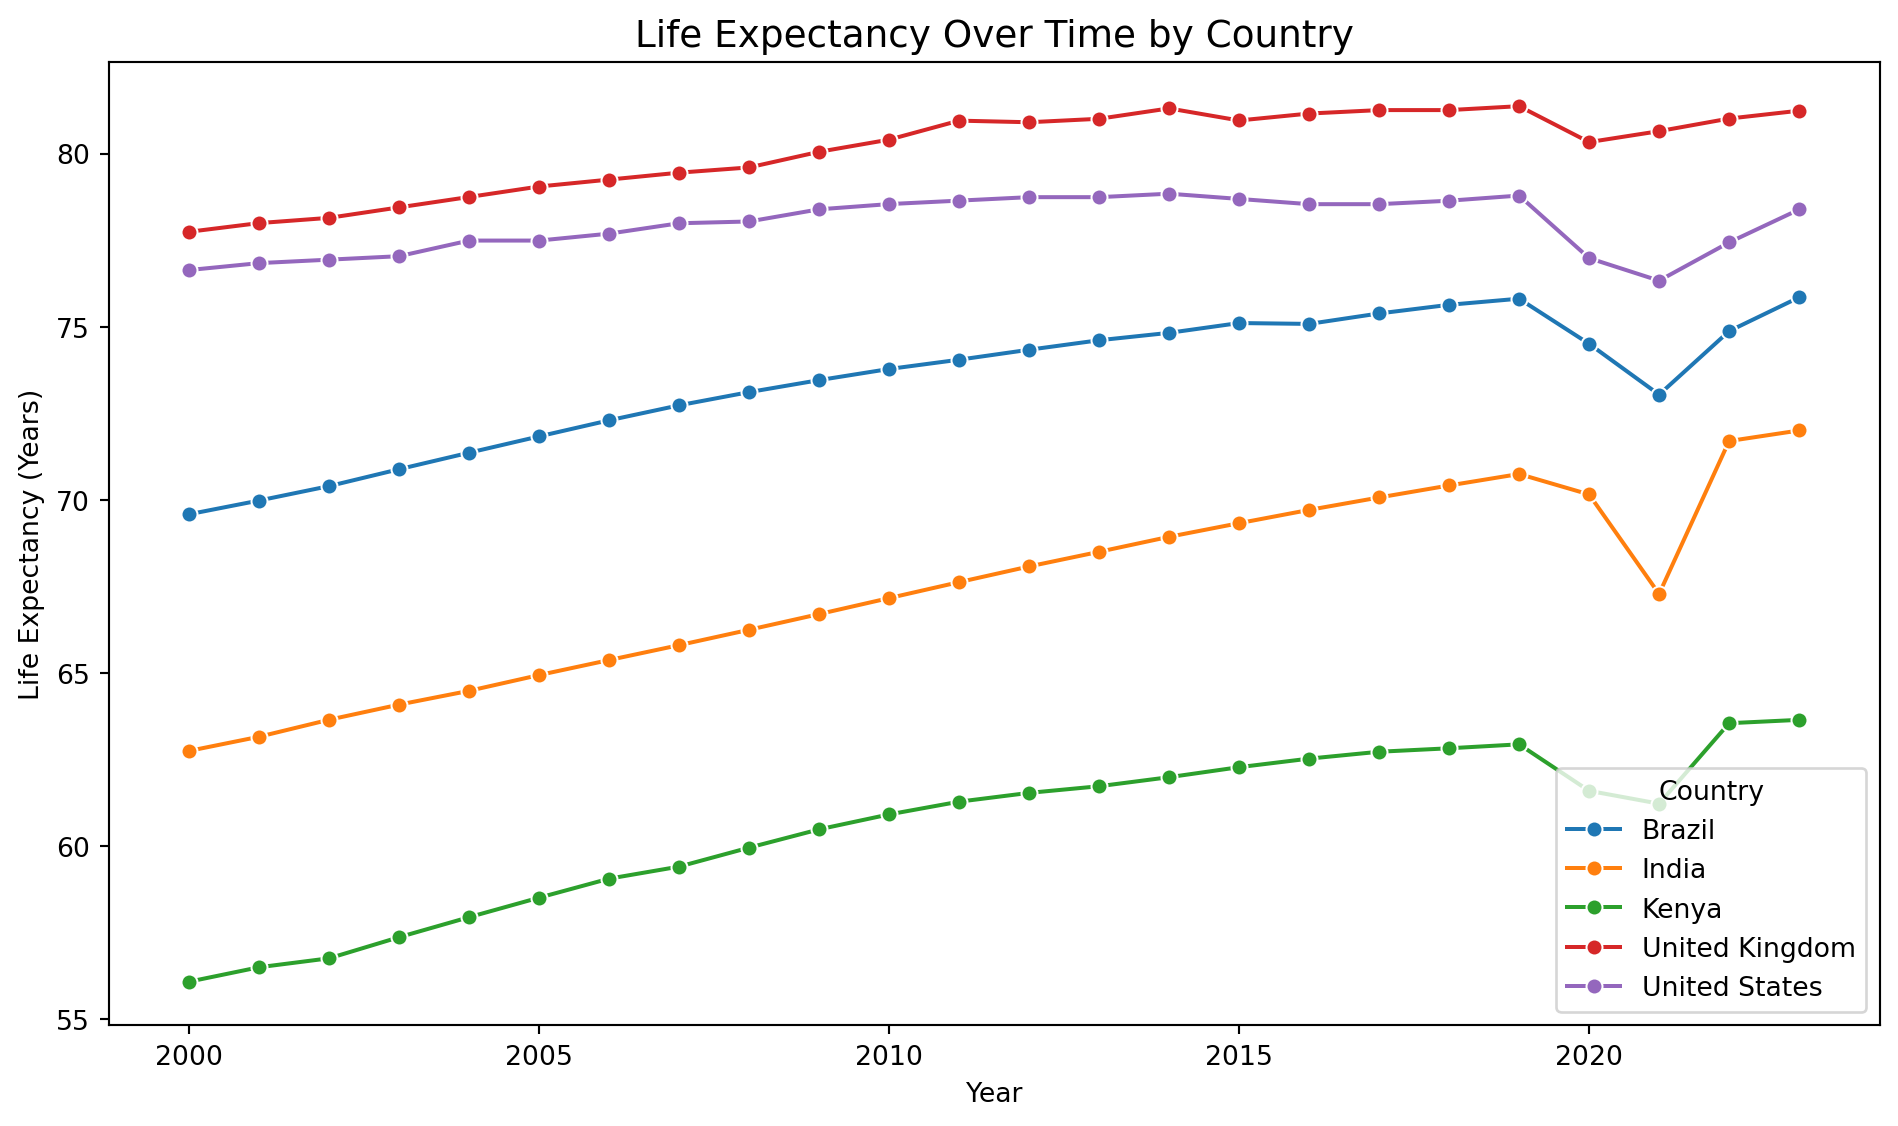 Life Expectancy Over Time by Country
Life Expectancy (Years)
80
75
70
65
60
55
2000 2005 2010 2015 2020
Year
Country
Brazil
India
Kenya
United Kingdom
United States